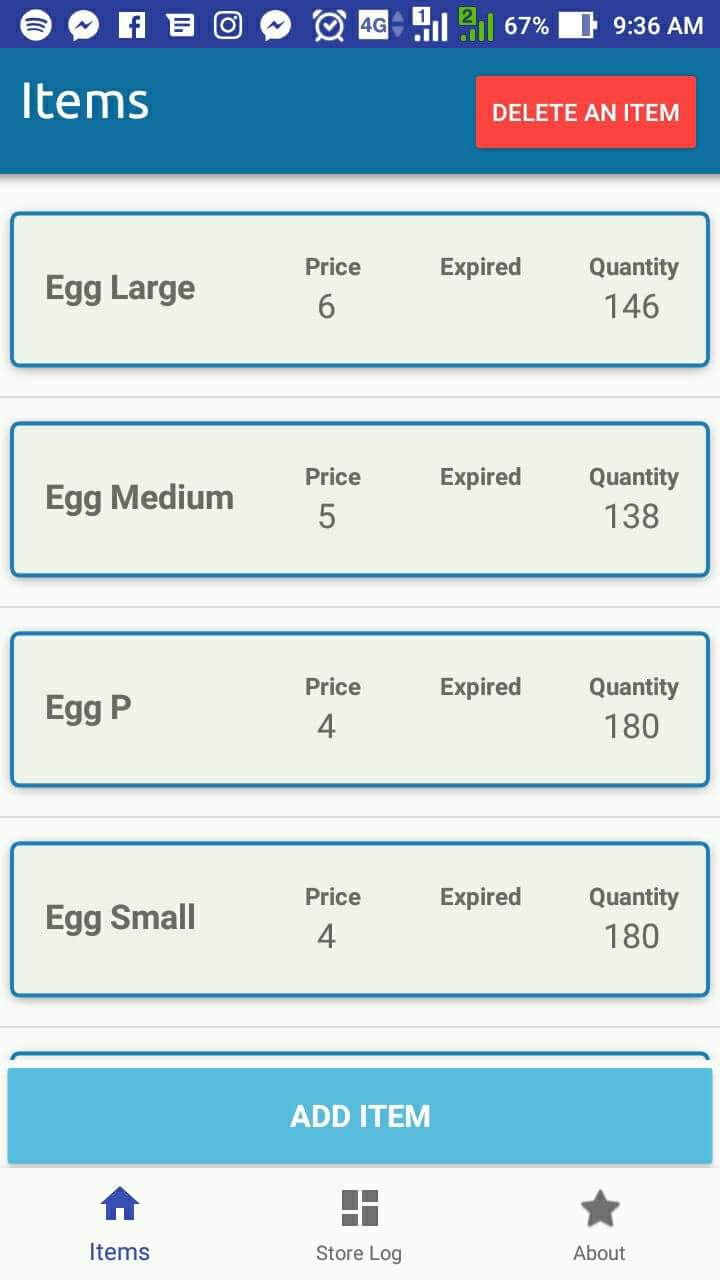 4G 1 2 67% 9:36 AM
Items
DELETE AN ITEM
Price Expired Quantity
Egg Large
6 146
Price Expired Quantity
Egg Medium
5 138
Price Expired Quantity
Egg P
4 180
Price Expired Quantity
Egg Small
4 180
ADD ITEM
Items Store Log About